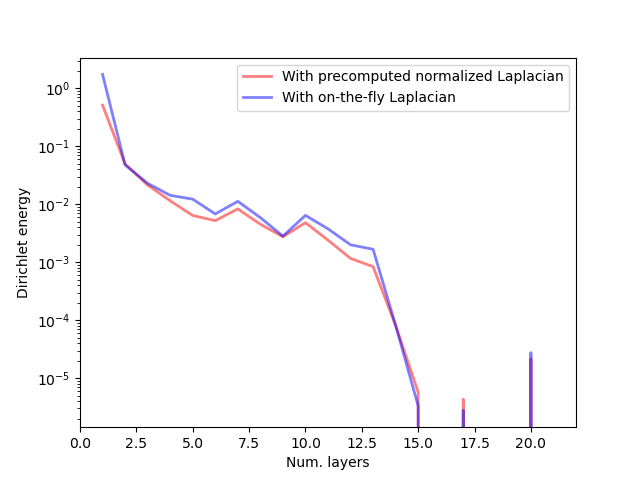 With precomputed normalized Laplacian
With on-the-fly Laplacian
10⁰
10⁻¹
10⁻²
10⁻³
10⁻⁴
10⁻⁵
Dirichlet energy
0.0 2.5 5.0 7.5 10.0 12.5 15.0 17.5 20.0
Num. layers